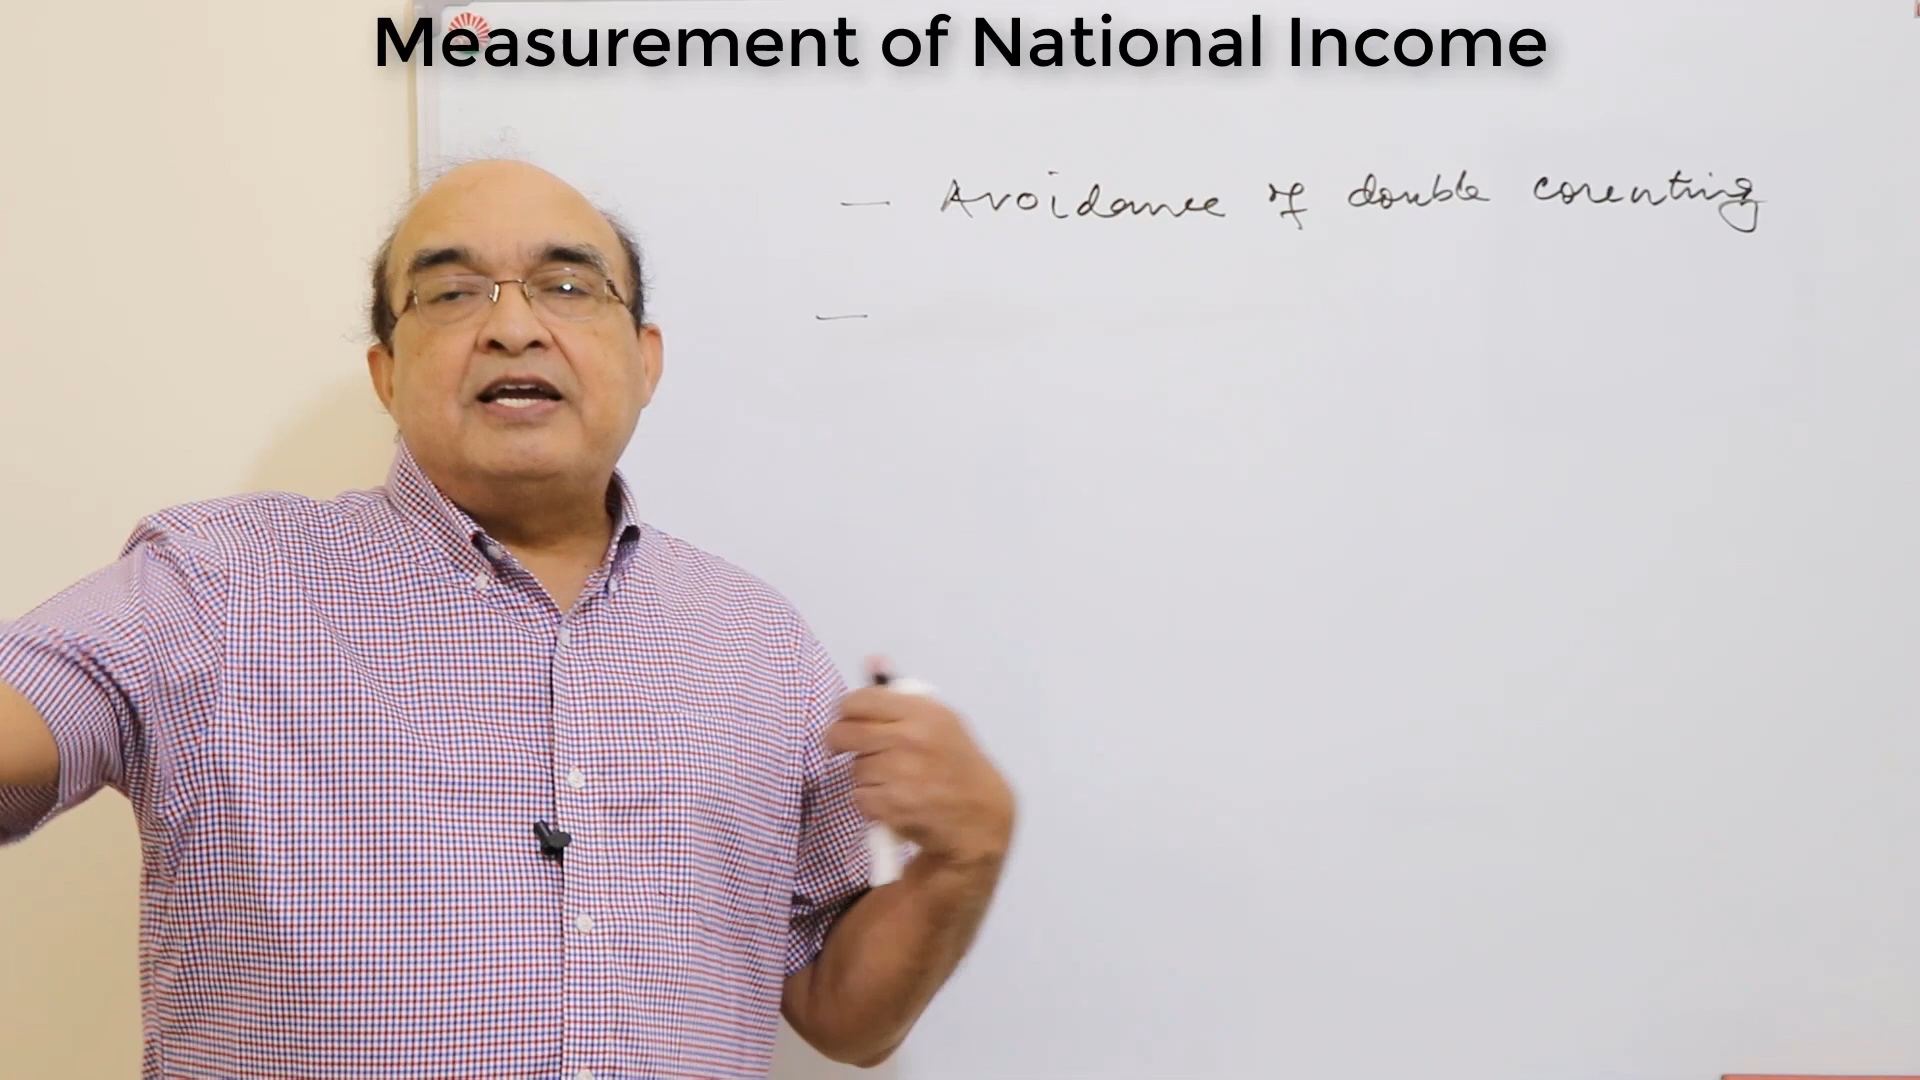 Measurement of National Income
— Avoidance of double counting
—